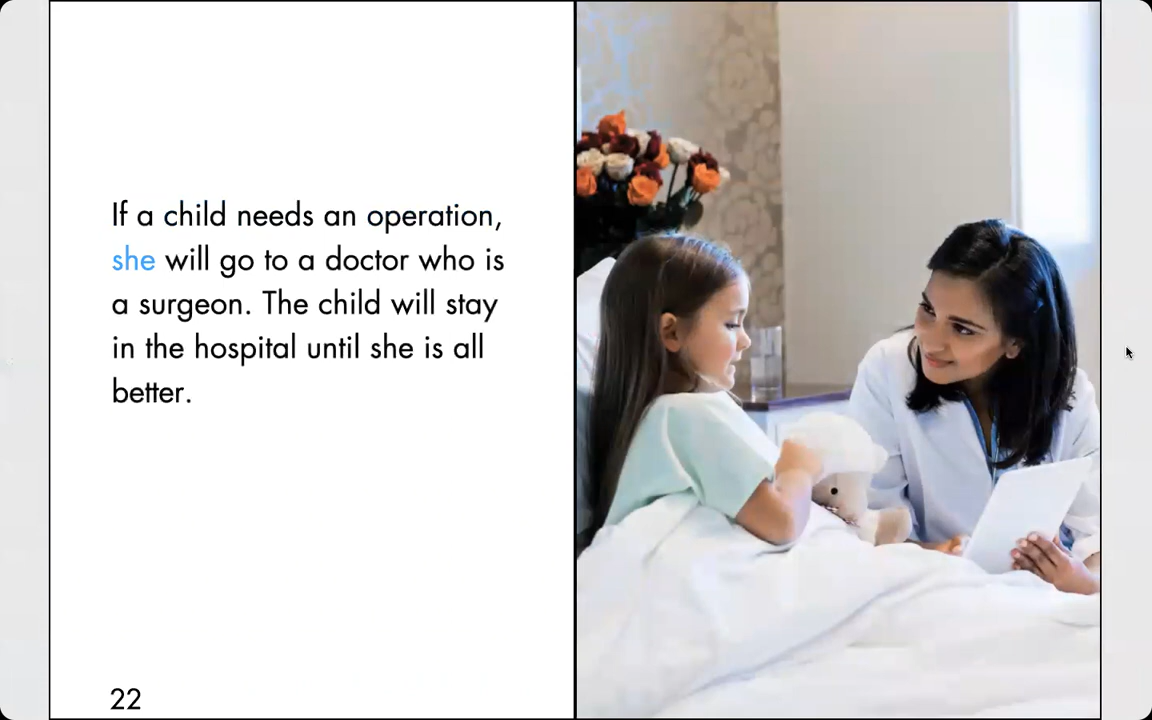 If a child needs an operation,
she will go to a doctor who is
a surgeon. The child will stay
in the hospital until she is all
better.
22